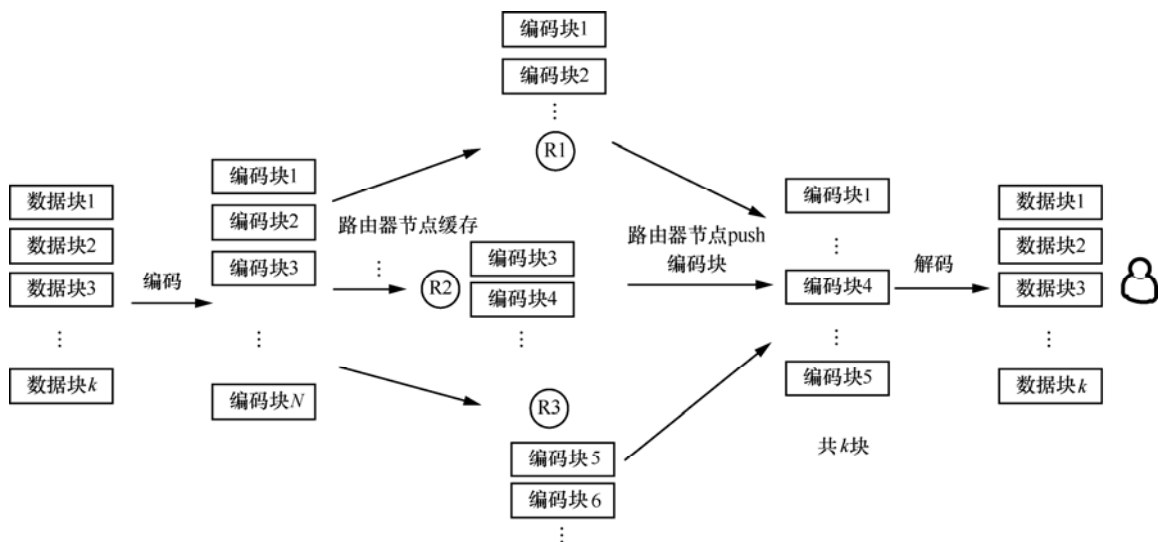 数据块1
数据块2
数据块3
⋮
数据块k
编码
编码块1
编码块2
编码块3
⋮
编码块N
路由器节点缓存
⋮
编码块1
编码块2
⋮
R1
R2
编码块3
编码块4
⋮
R3
编码块5
编码块6
⋮
路由器节点push
编码块
编码块1
⋮
编码块4
⋮
编码块5
共k块
解码
数据块1
数据块2
数据块3
⋮
数据块k